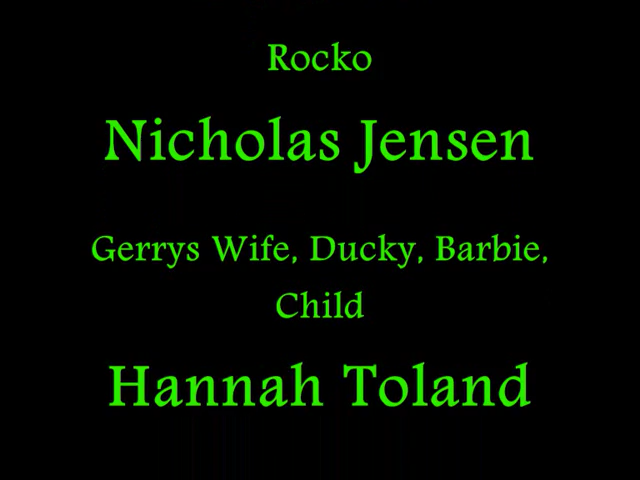 Rocko
Nicholas Jensen
Gerrys Wife, Ducky, Barbie,
Child
Hannah Toland